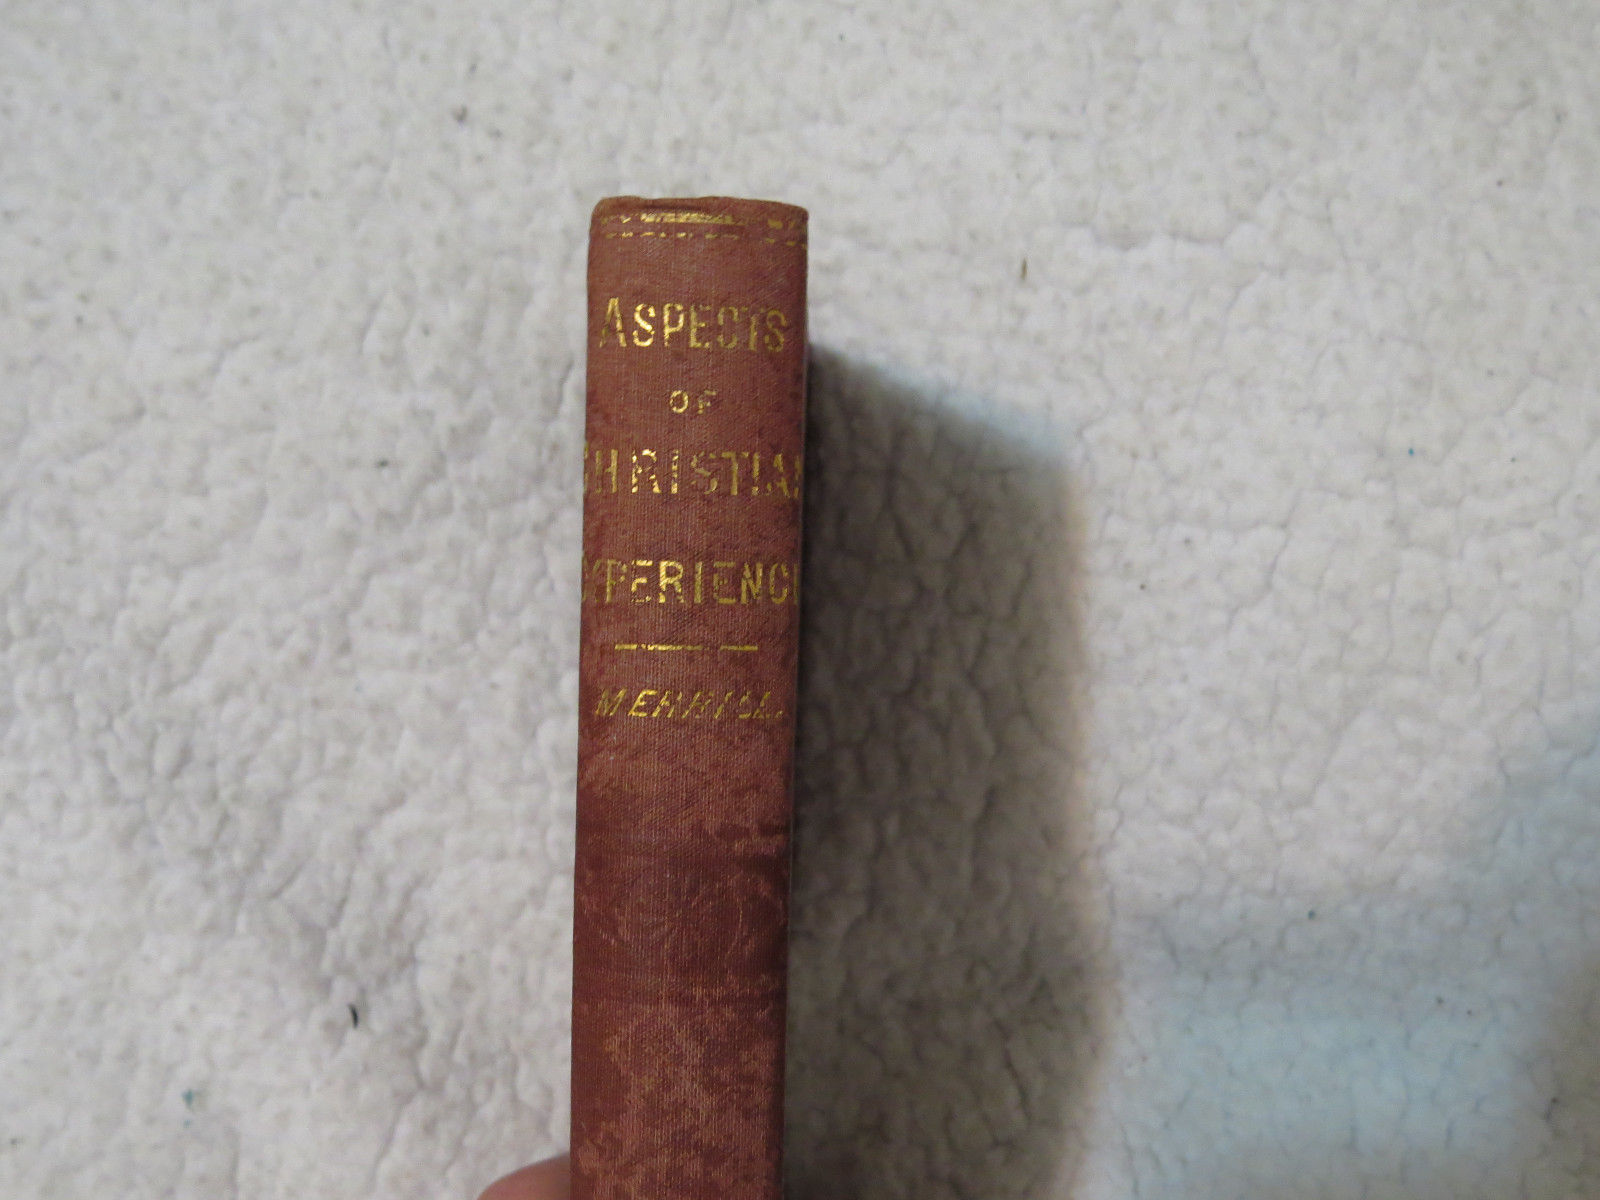 ASPECTS
OF
CHRISTIAN
EXPERIENCE
MERRILL.